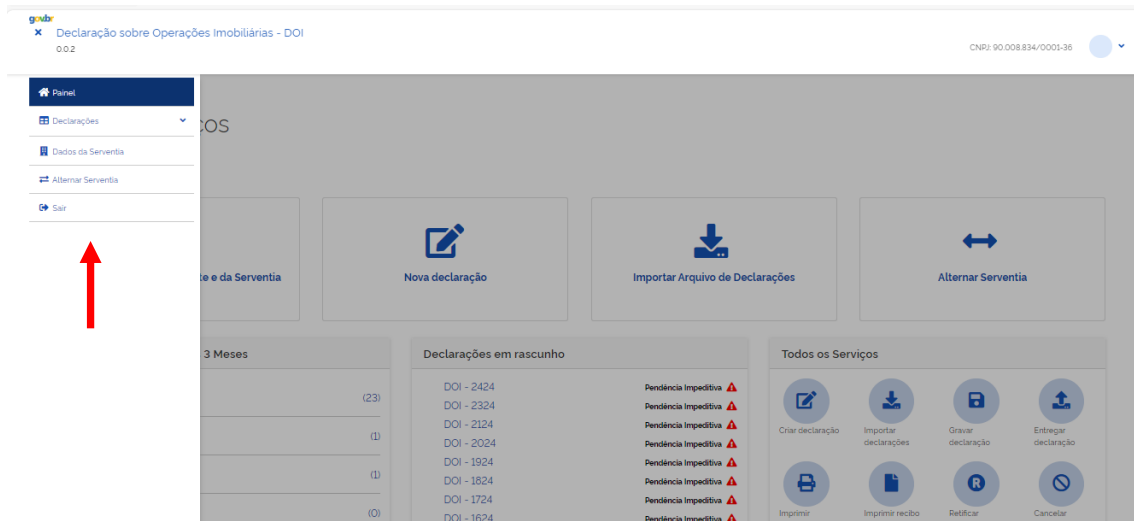 gov.br
Declaração sobre Operações Imobiliárias - DOI
0.0.2
CNPJ: 90.008.834/0001-36
Painel
Declarações
Dados da Serventia
Alternar Serventia
Sair
ços
te e da Serventia
Nova declaração
Importar Arquivo de Declarações
Alternar Serventia
3 Meses
(23)
(1)
(1)
(0)
Declarações em rascunho
DOI - 2424 Pendência Impeditiva
DOI - 2324 Pendência Impeditiva
DOI - 2124 Pendência Impeditiva
DOI - 2024 Pendência Impeditiva
DOI - 1924 Pendência Impeditiva
DOI - 1824 Pendência Impeditiva
DOI - 1724 Pendência Impeditiva
DOI - 1624 Pendência Impeditiva
Todos os Serviços
Criar declaração
Importar declarações
Gravar declaração
Entregar declaração
Imprimir
Imprimir recibo
R
Retificar
Cancelar